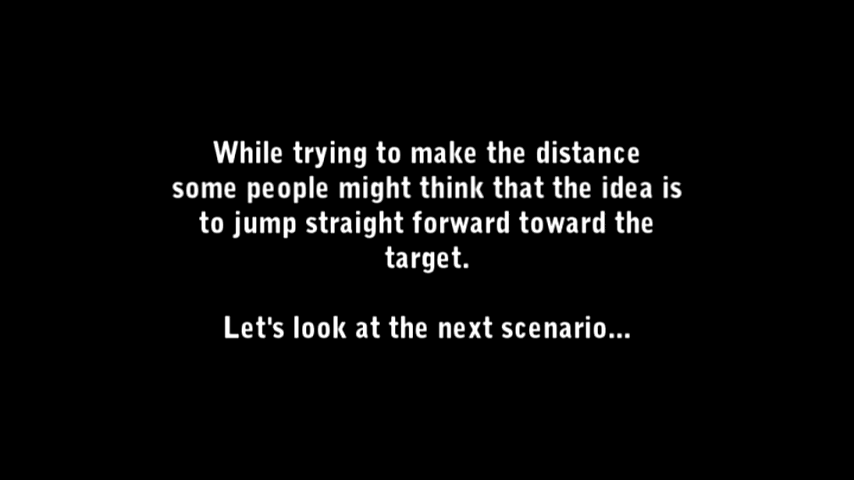 While trying to make the distance
some people might think that the idea is
to jump straight forward toward the
target.
Let's look at the next scenario...